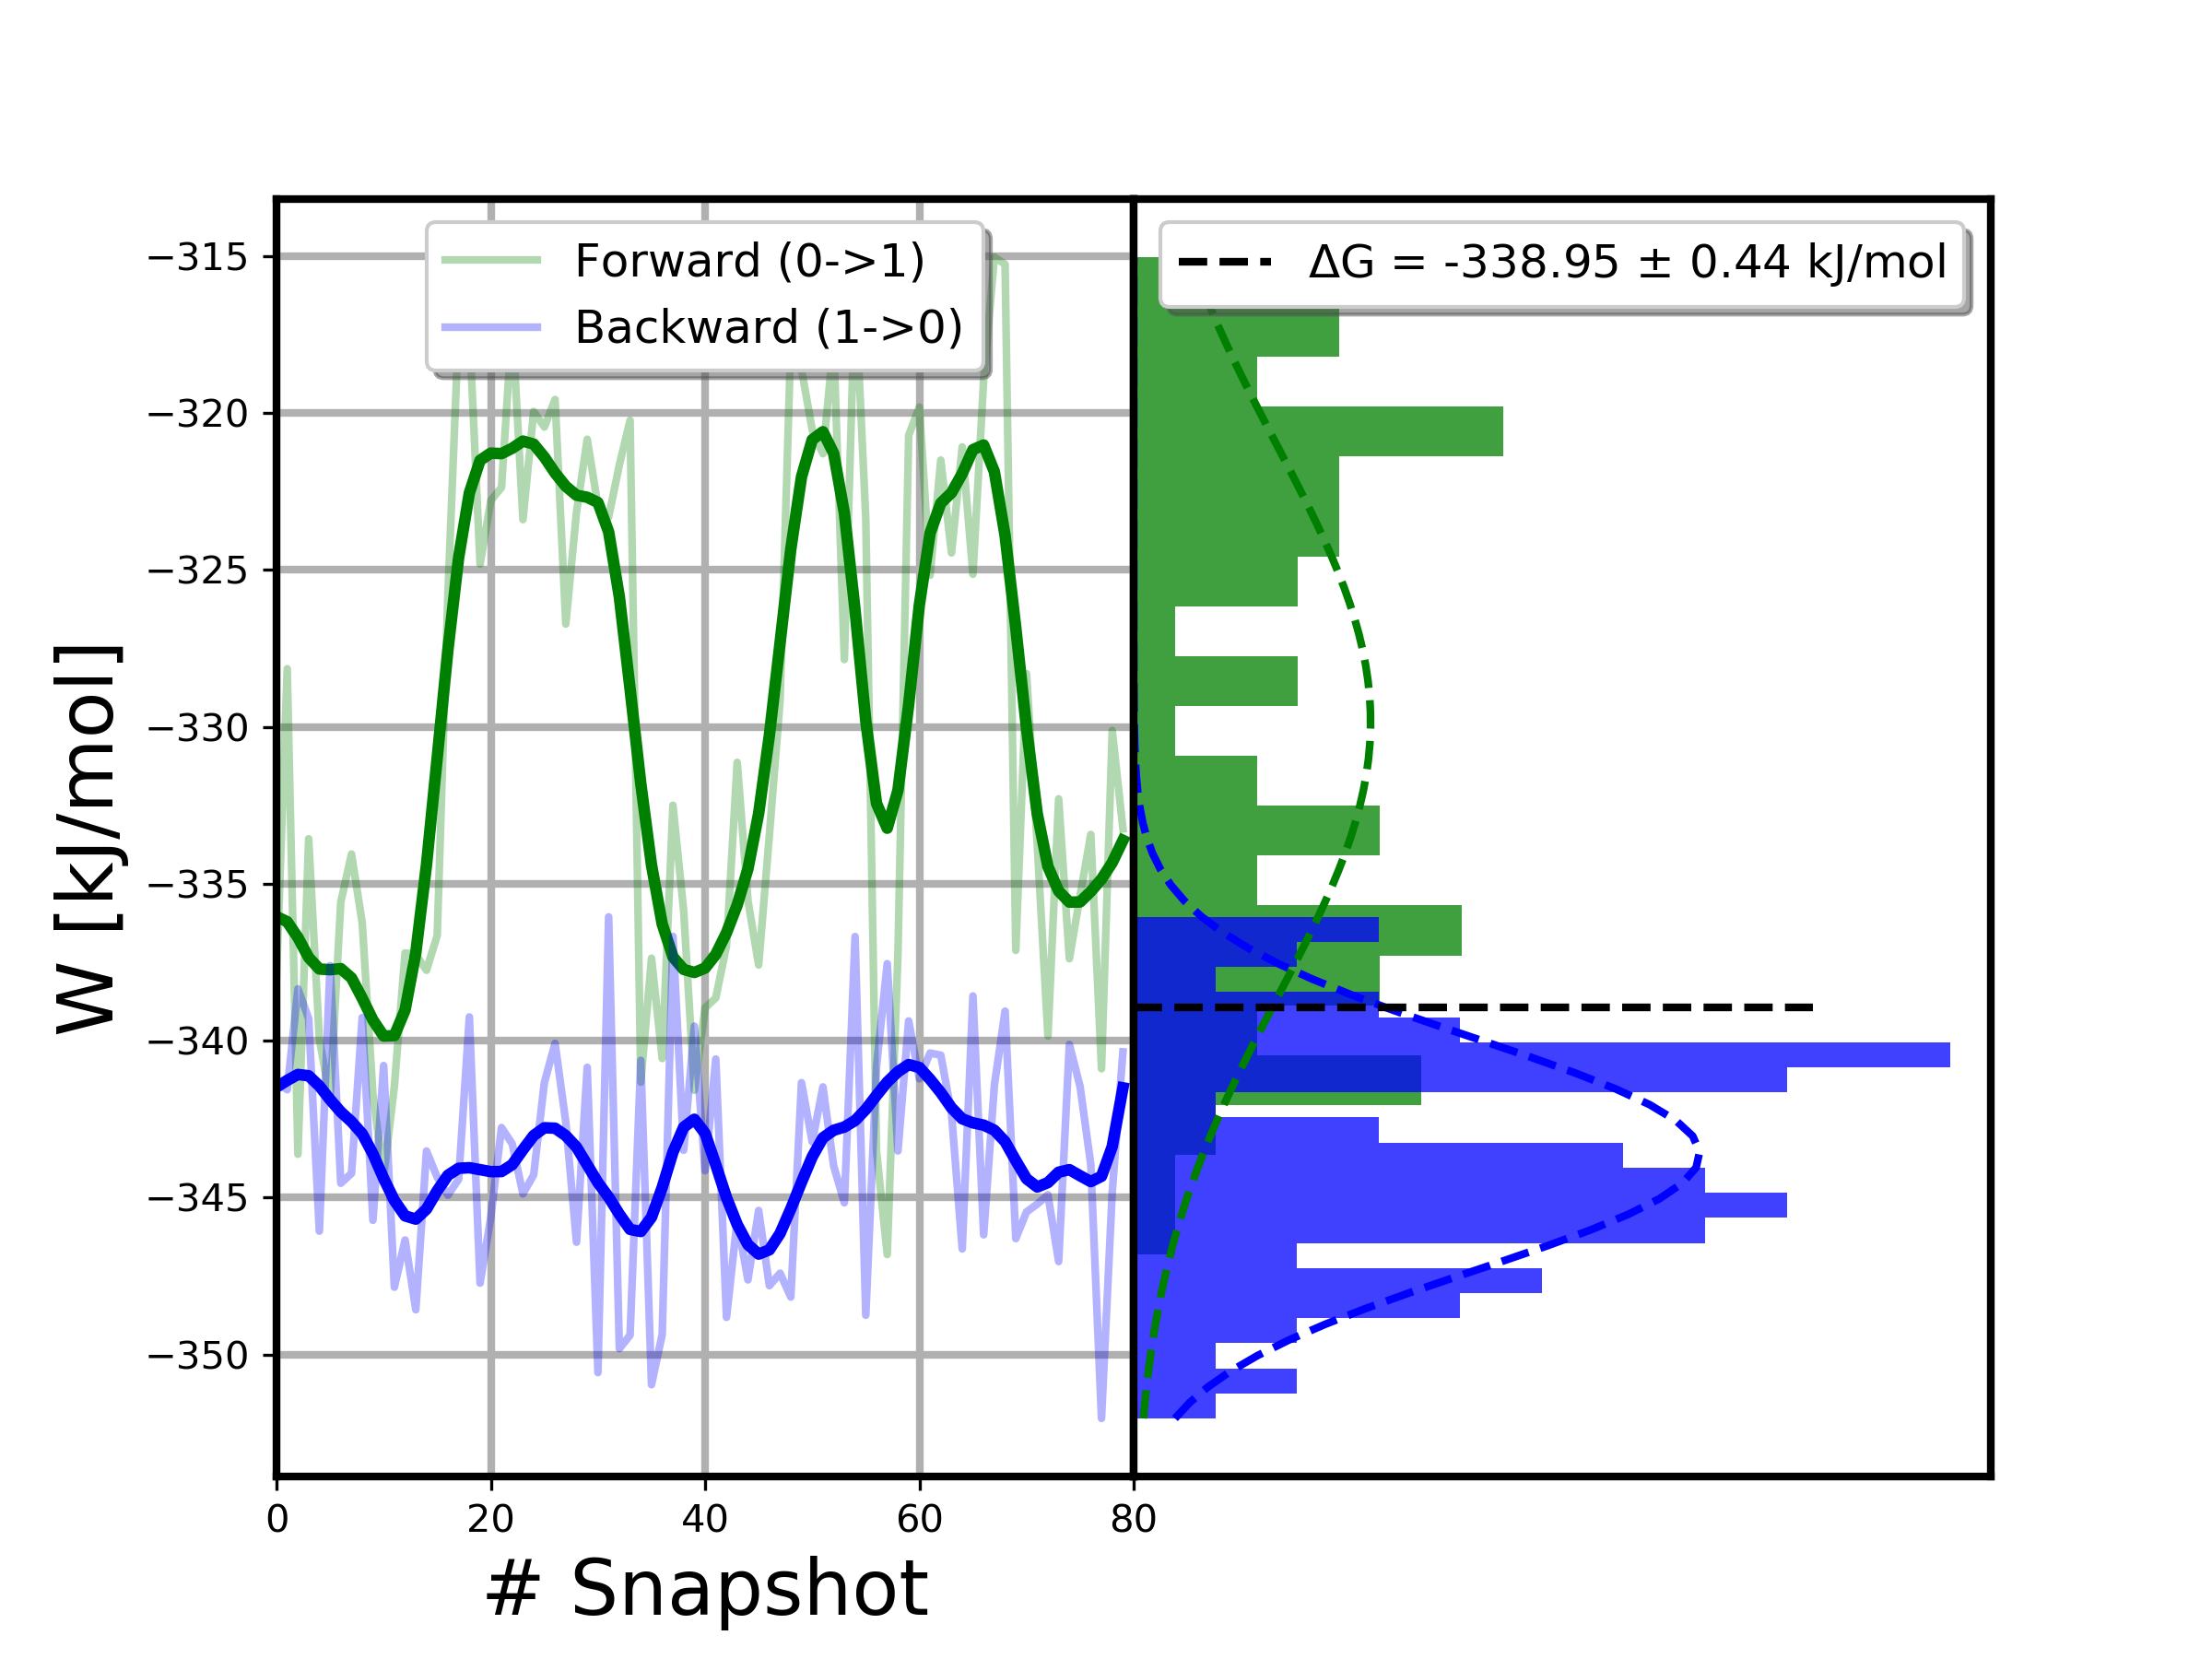 Forward (0->1)
Backward (1->0)
ΔG = -338.95 ± 0.44 kJ/mol
W [kJ/mol]
−315
−320
−325
−330
−335
−340
−345
−350
0 20 40 60 80
# Snapshot